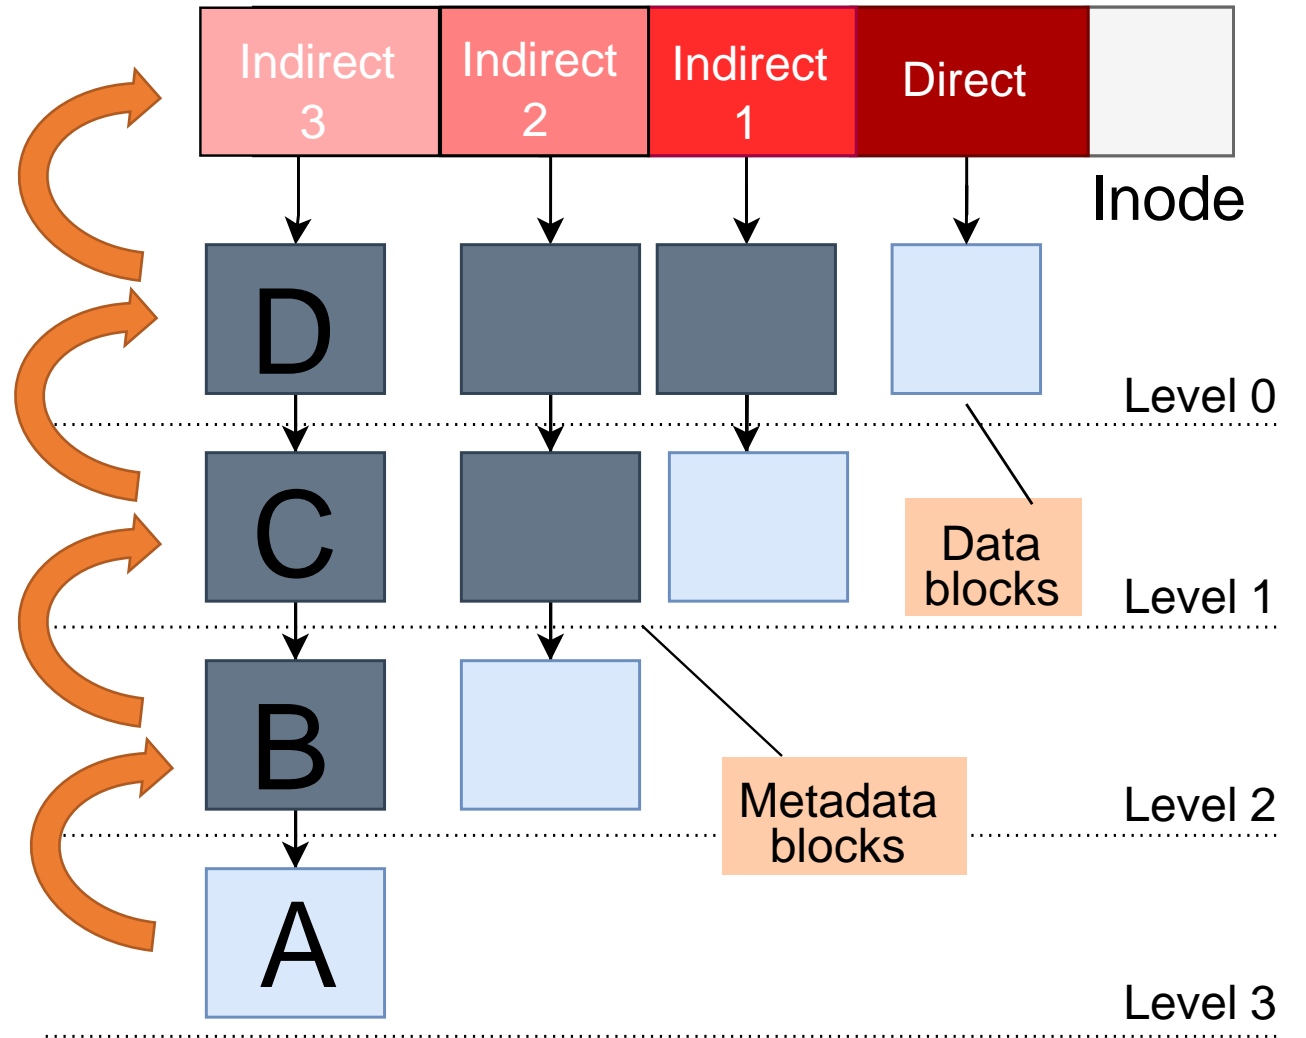 Indirect
3
Indirect
2
Indirect
1
Direct
Inode
D
Level 0
C
Data
blocks
Level 1
B
Metadata
blocks
Level 2
A
Level 3